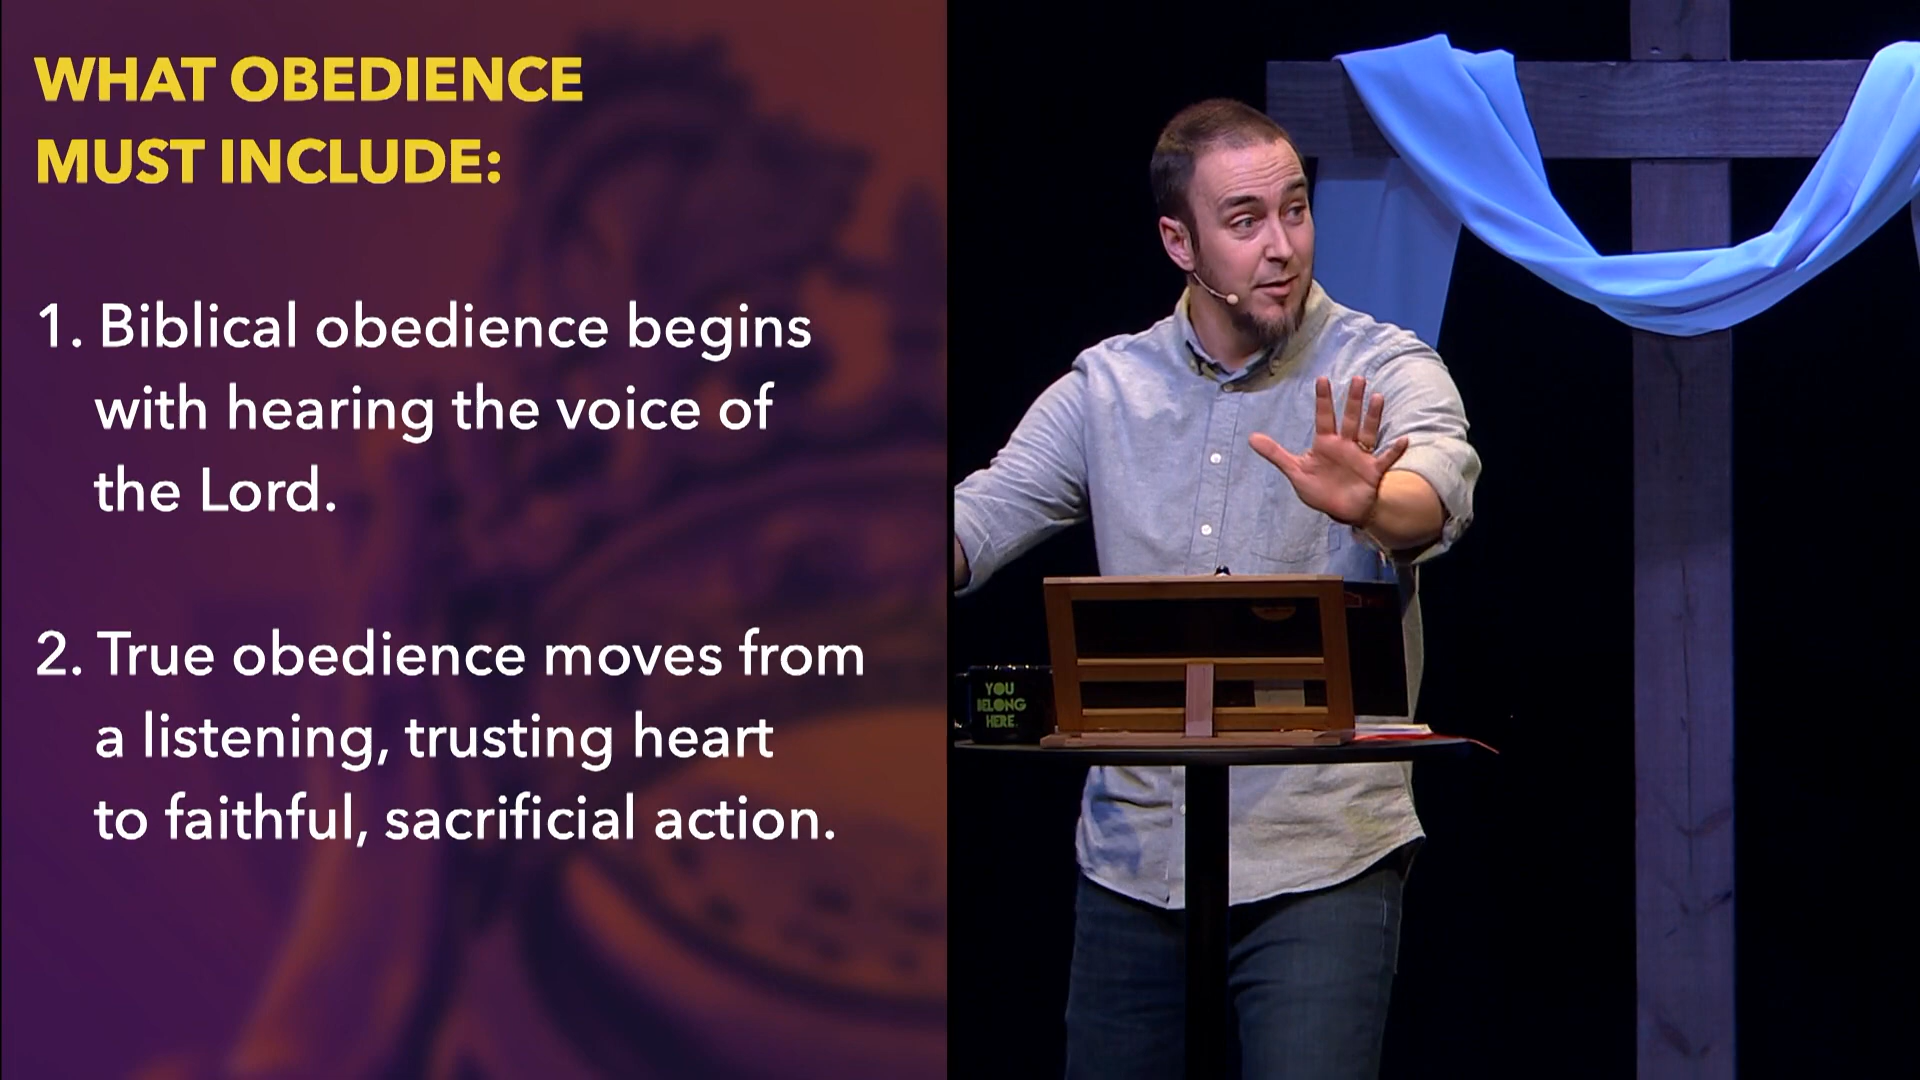 WHAT OBEDIENCE
MUST INCLUDE:
1. Biblical obedience begins
with hearing the voice of
the Lord.
2. True obedience moves from
a listening, trusting heart
to faithful, sacrificial action.
YOU
BELONG
HERE.